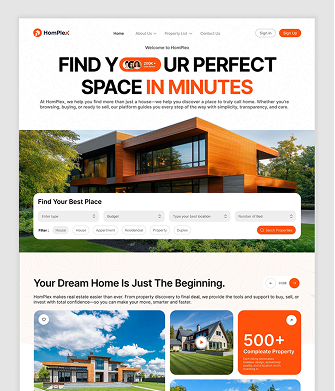 HomPlex
Home
About Us
Property List
Contact Us
Sign In
Sign Up
Welcome to HomPlex
FIND Y UR PERFECT
SPACE IN MINUTES
At HomPlex, we help you find more than just a house—we help you discover a place to truly call home. Whether you're
browsing, buying, or ready to sell, our platform guides you every step of the way with simplicity, transparency, and care.
Find Your Best Place
Enter type
Budget
Type your best location
Number of Bed
Filter :
House
House
Appartment
Residencial
Property
Duplex
Search Properties
Your Dream Home Is Just The Beginning.
HomPlex makes real estate easier than ever. From property discovery to final deal, we provide the tools and support to buy, sell, or
invest with total confidence—so you can make your move, smarter and faster.
500+
Compleate Property